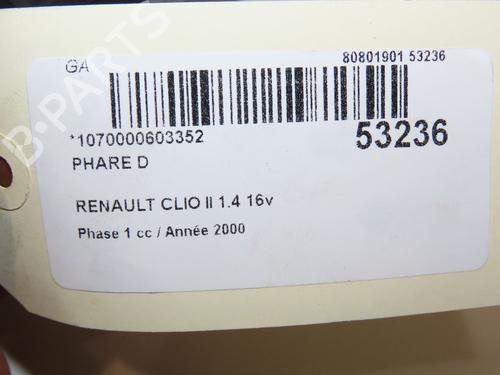 GA 80801901 53236
*1070000603352 53236
PHARE D
RENAULT CLIO II 1.4 16v
Phase 1 cc / Année 2000
B-PARTS